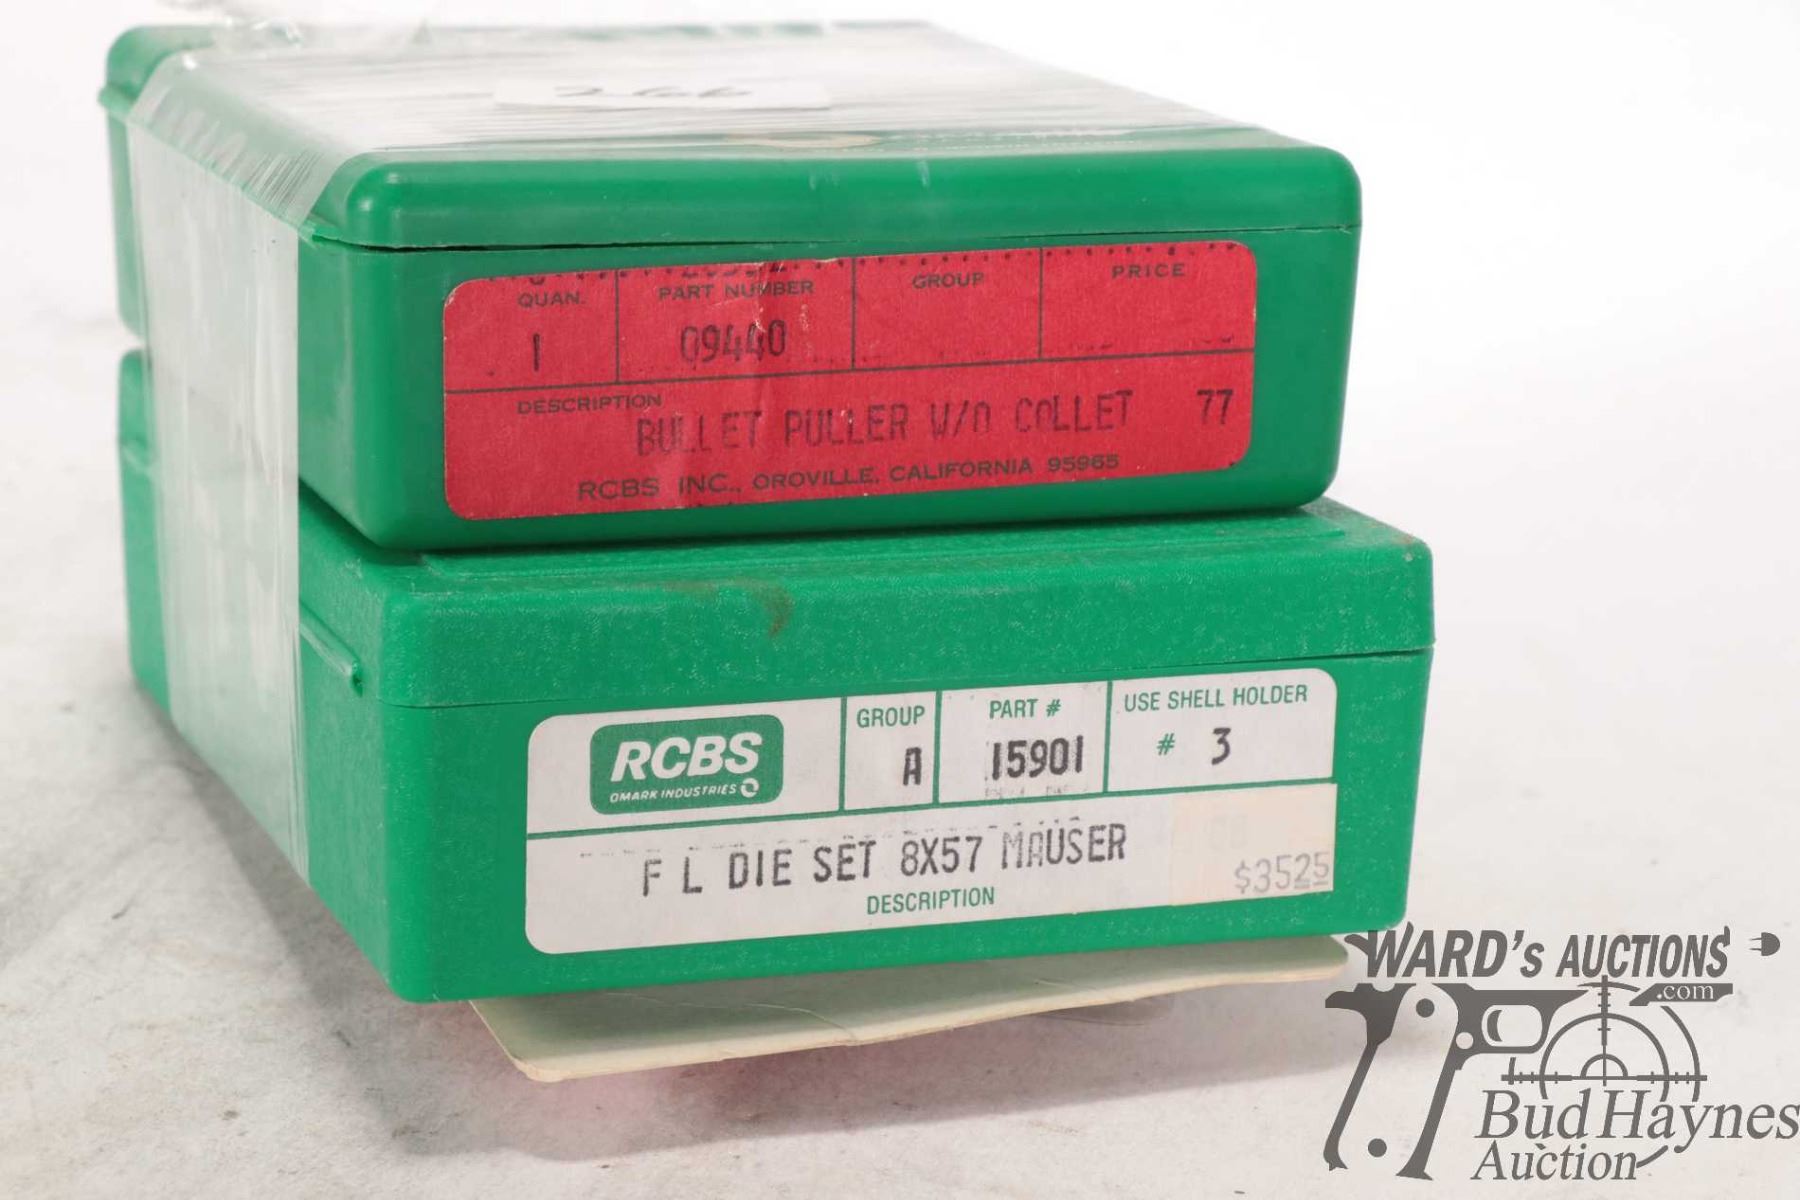 266
QUAN. PART NUMBER GROUP PRICE
1 09440
DESCRIPTION
BULLET PULLER W/O COLLET 77
RCBS INC., OROVILLE, CALIFORNIA 95965
RCBS
OMARK INDUSTRIES
GROUP PART # USE SHELL HOLDER
A 15901 # 3
F L DIE SET 8X57 MAUSER
DESCRIPTION
$3525
WARD's AUCTIONS
.com
Bud Haynes
Auction